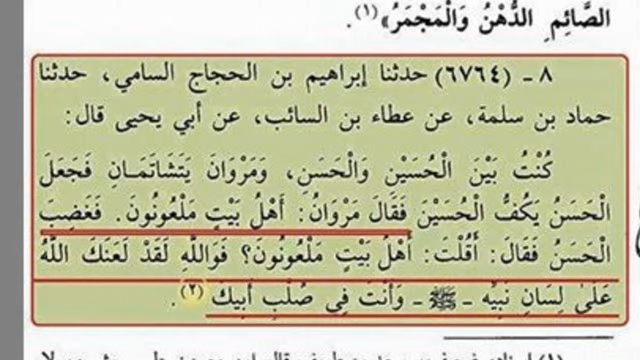 الصَّائِمِ الدُّهْنُ وَالْمَجْمَرُ»(١).
٨ - (٦٧٦٤) حدثنا إبراهيم بن الحجاج السامي، حدثنا
حماد بن سلمة، عن عطاء بن السائب، عن أبي يحيى قال:
كُنْتُ بَيْنَ الْحُسَيْنِ وَالْحَسَنِ، وَمَرْوَانَ يَتَشَاتَمَانِ فَجَعَلَ
الْحَسَنُ يَكُفُّ الْحُسَيْنَ فَقَالَ مَرْوَانُ: أَهْلُ بَيْتٍ مَلْعُونُونَ. فَغَضِبَ
الْحَسَنُ فَقَالَ: أَقُلْتَ: أَهْلُ بَيْتٍ مَلْعُونُونَ؟ فَوَاللَّهِ لَقَدْ لَعَنَكَ اللَّهُ
عَلَىٰ لِسَانِ نَبِيِّهِ - ﷺ - وَأَنْتَ فِي صُلْبِ أَبِيكَ (٢).